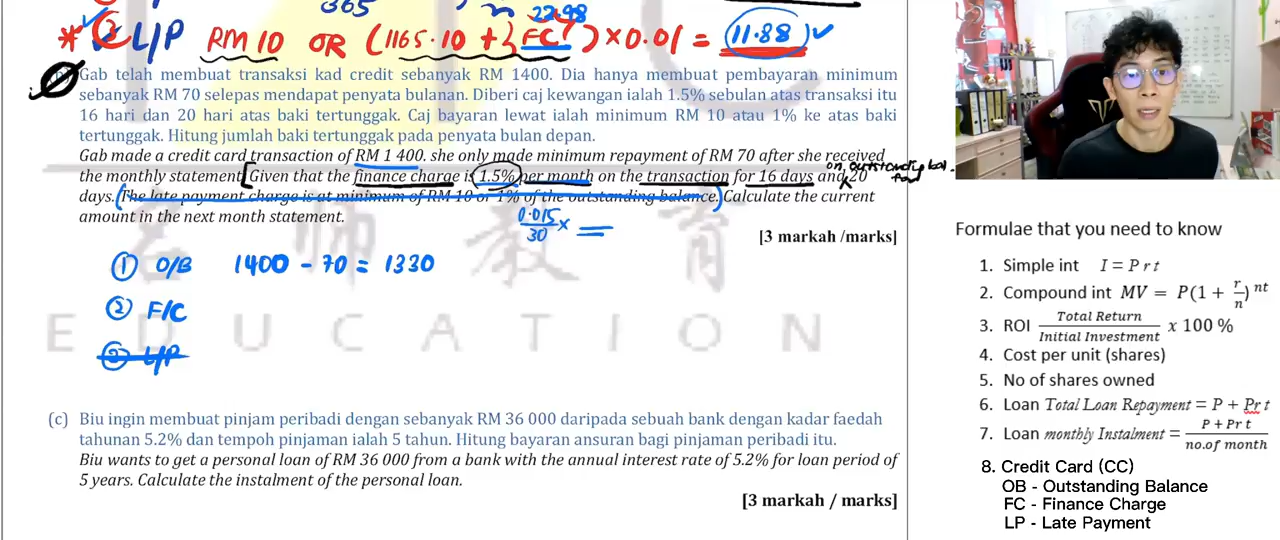 365
22.98
* L/P RM 10 OR (1165.10 + FC) × 0.01 = 11.88
Gab telah membuat transaksi kad credit sebanyak RM 1400. Dia hanya membuat pembayaran minimum
sebanyak RM 70 selepas mendapat penyata bulanan. Diberi caj kewangan ialah 1.5% sebulan atas transaksi itu
16 hari dan 20 hari atas baki tertunggak. Caj bayaran lewat ialah minimum RM 10 atau 1% ke atas baki
tertunggak. Hitung jumlah baki tertunggak pada penyata bulan depan.
Gab made a credit card transaction of RM 1 400. she only made minimum repayment of RM 70 after she received
on outstanding bal.
the monthly statement. [Given that the finance charge is 1.5% per month on the transaction for 16 days and 20
for
days. (The late payment charge is at minimum of RM 10 or 1% of the outstanding balance.) Calculate the current
amount in the next month statement.
0.015/30 × =
[3 markah /marks]
① O/B 1400 - 70 = 1330
② F/C
③ L/P
名 师 教 育
EDUCATION
(c) Biu ingin membuat pinjam peribadi dengan sebanyak RM 36 000 daripada sebuah bank dengan kadar faedah
tahunan 5.2% dan tempoh pinjaman ialah 5 tahun. Hitung bayaran ansuran bagi pinjaman peribadi itu.
Biu wants to get a personal loan of RM 36 000 from a bank with the annual interest rate of 5.2% for loan period of
5 years. Calculate the instalment of the personal loan.
[3 markah / marks]
Formulae that you need to know
1. Simple int I = P r t
2. Compound int MV = P(1 + r/n)^nt
3. ROI Total Return/Initial Investment x 100 %
4. Cost per unit (shares)
5. No of shares owned
6. Loan Total Loan Repayment = P + Pr t
7. Loan monthly Instalment = P + Pr t/no.of month
8. Credit Card (CC)
OB - Outstanding Balance
FC - Finance Charge
LP - Late Payment